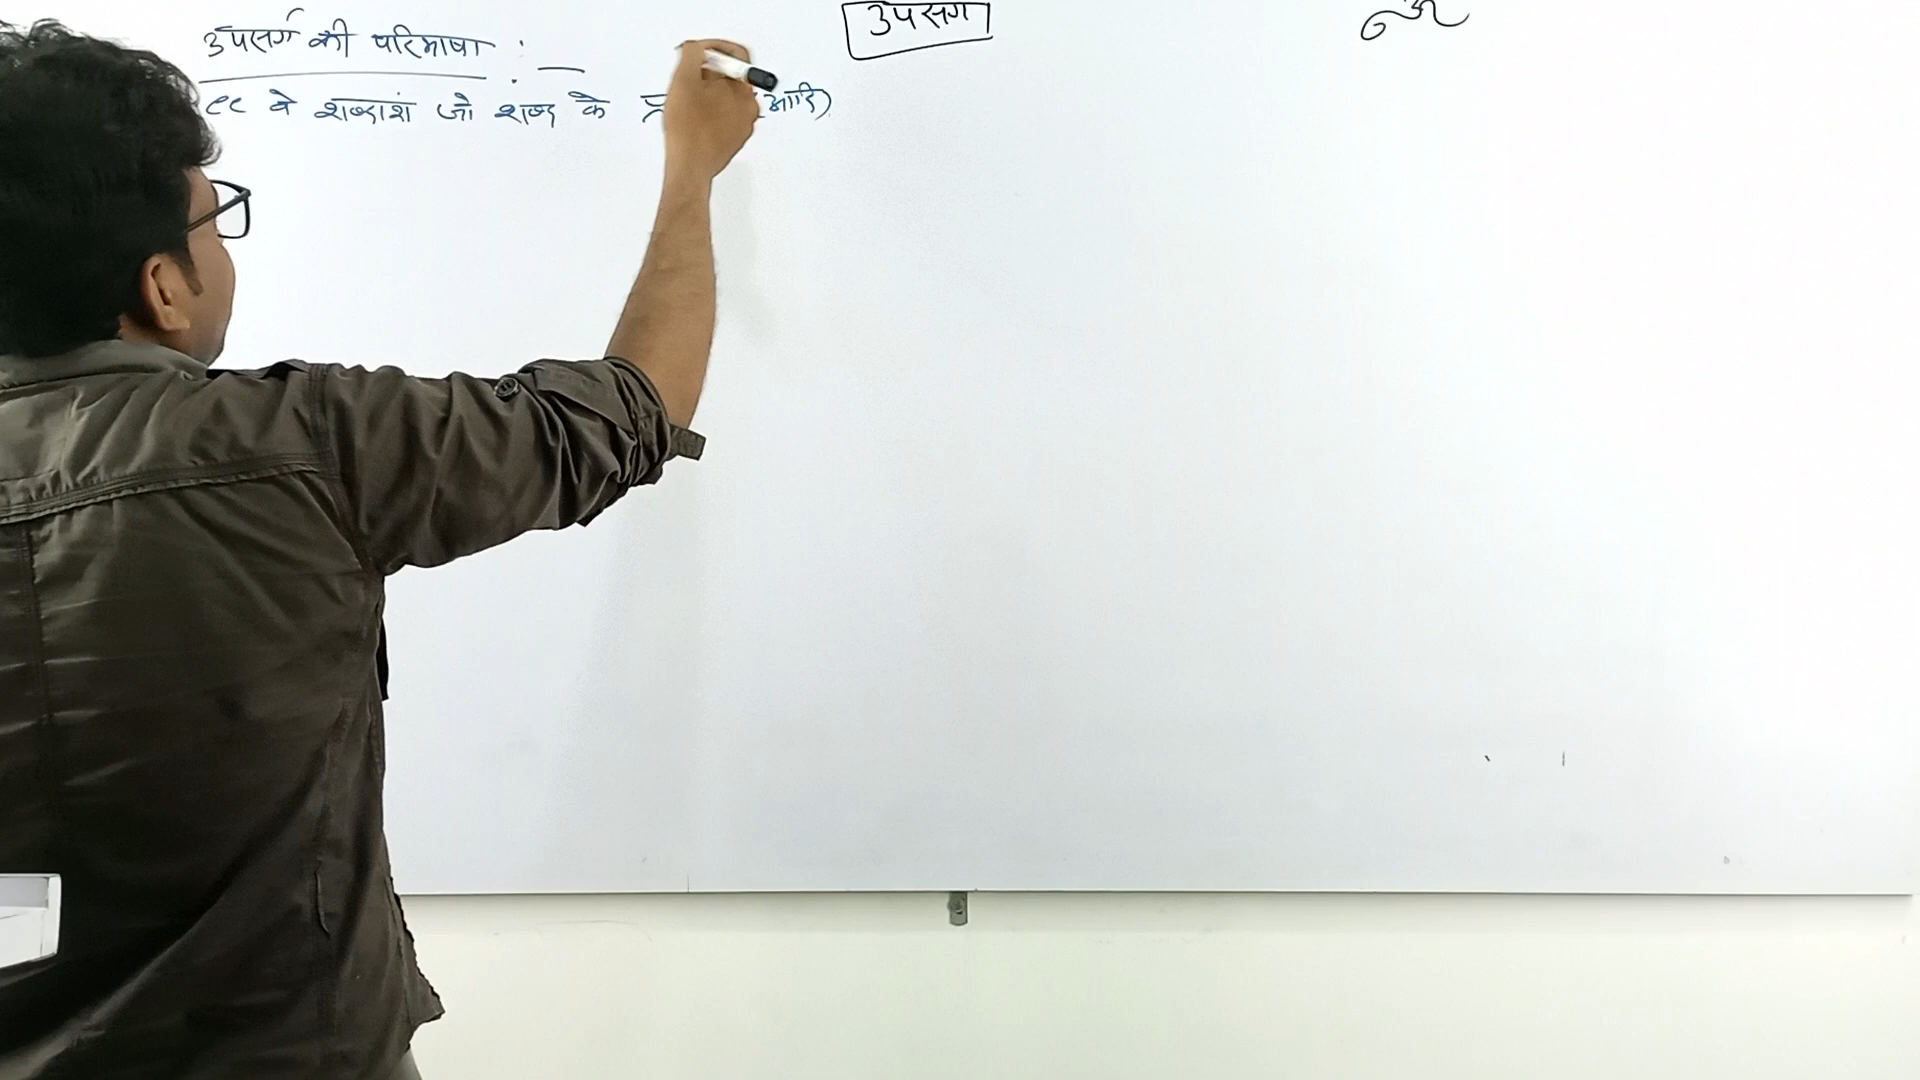 उपसर्ग
उपसर्ग की परिभाषा :-
“ वे शब्दाशं जो शब्द के (आदि)